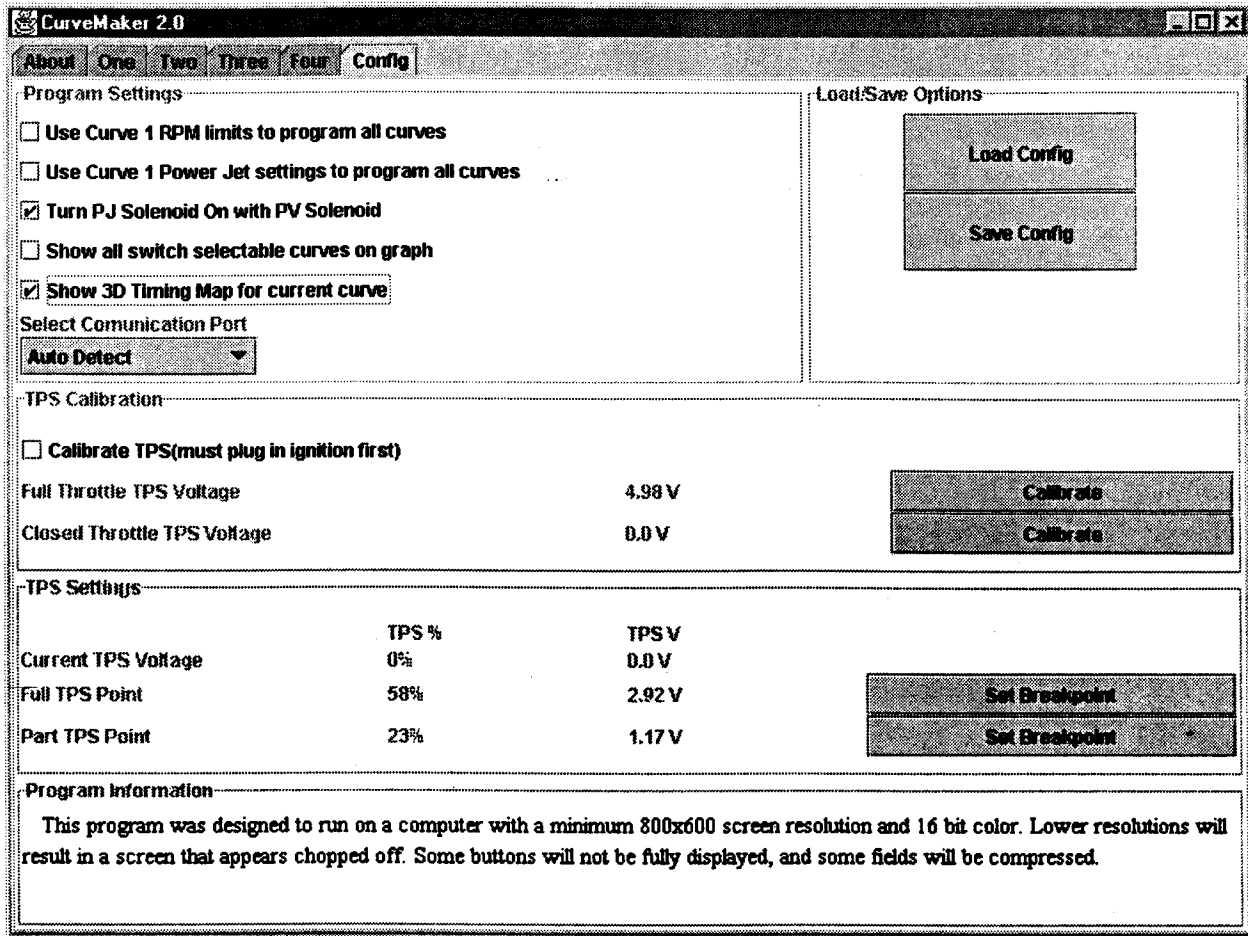 CurveMaker 2.0
About One Two Three Four Config
Program Settings
Use Curve 1 RPM limits to program all curves
Use Curve 1 Power Jet settings to program all curves
Turn PJ Solenoid On with PV Solenoid
Show all switch selectable curves on graph
Show 3D Timing Map for current curve
Select Comunication Port
Auto Detect
Load/Save Options
Load Config
Save Config
TPS Calibration
Calibrate TPS(must plug in ignition first)
Full Throttle TPS Voltage 4.98 V Calibrate
Closed Throttle TPS Voltage 0.0 V Calibrate
TPS Settings
TPS % TPS V
Current TPS Voltage 0% 0.0 V
Full TPS Point 58% 2.92 V Set Breakpoint
Part TPS Point 23% 1.17 V Set Breakpoint
Program Information
This program was designed to run on a computer with a minimum 800x600 screen resolution and 16 bit color. Lower resolutions will
result in a screen that appears chopped off. Some buttons will not be fully displayed, and some fields will be compressed.